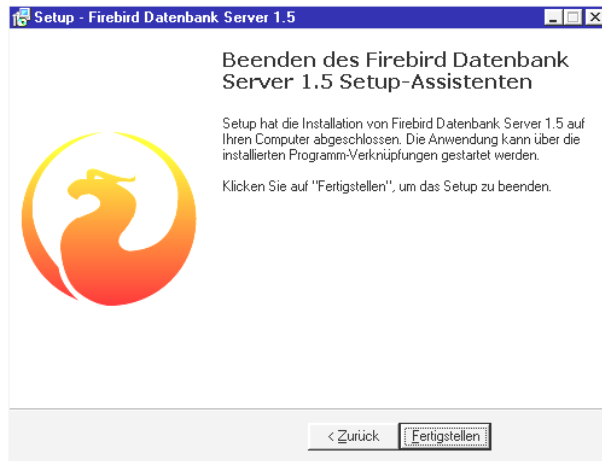 Setup - Firebird Datenbank Server 1.5
Beenden des Firebird Datenbank
Server 1.5 Setup-Assistenten
Setup hat die Installation von Firebird Datenbank Server 1.5 auf
Ihren Computer abgeschlossen. Die Anwendung kann über die
installierten Programm-Verknüpfungen gestartet werden.
Klicken Sie auf "Fertigstellen", um das Setup zu beenden.
< Zurück Fertigstellen